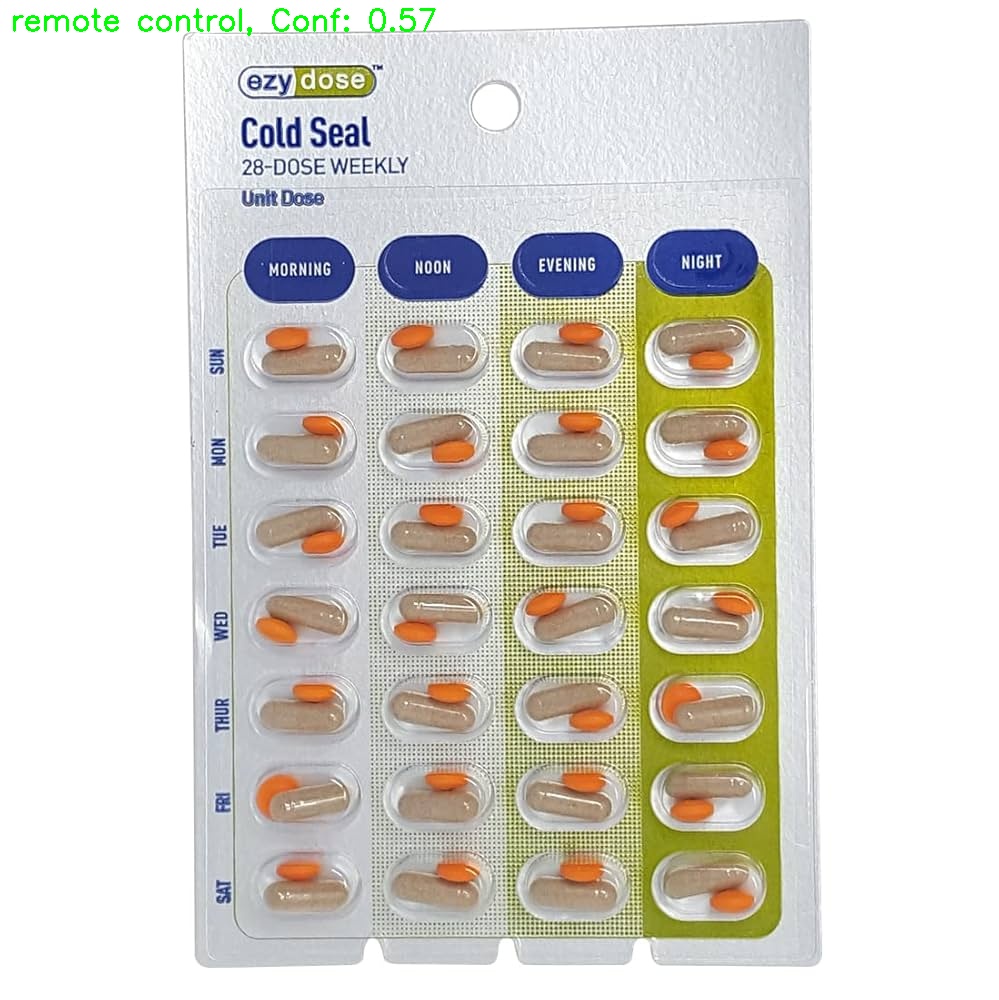 remote control, Conf: 0.57
ezy dose™
Cold Seal
28-DOSE WEEKLY
Unit Dose
MORNING NOON EVENING NIGHT
SUN
MON
TUE
WED
THUR
FRI
SAT